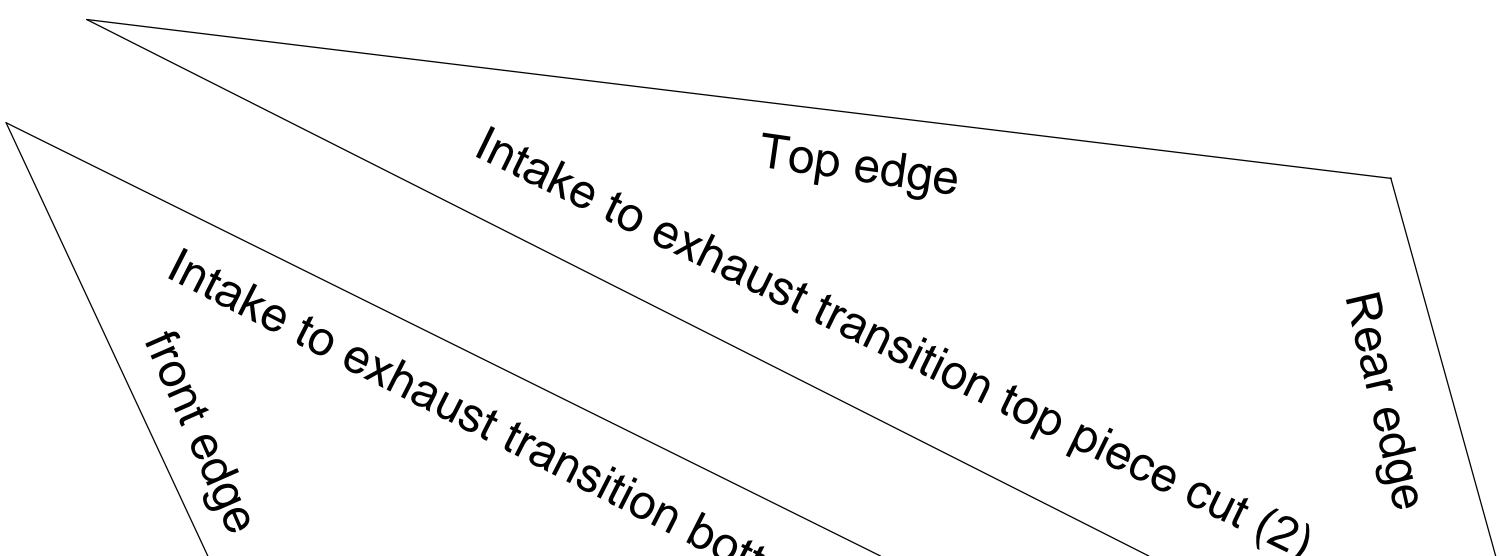 Top edge
Intake to exhaust transition top piece cut (2)
Rear edge
Intake to exhaust transition
front edge